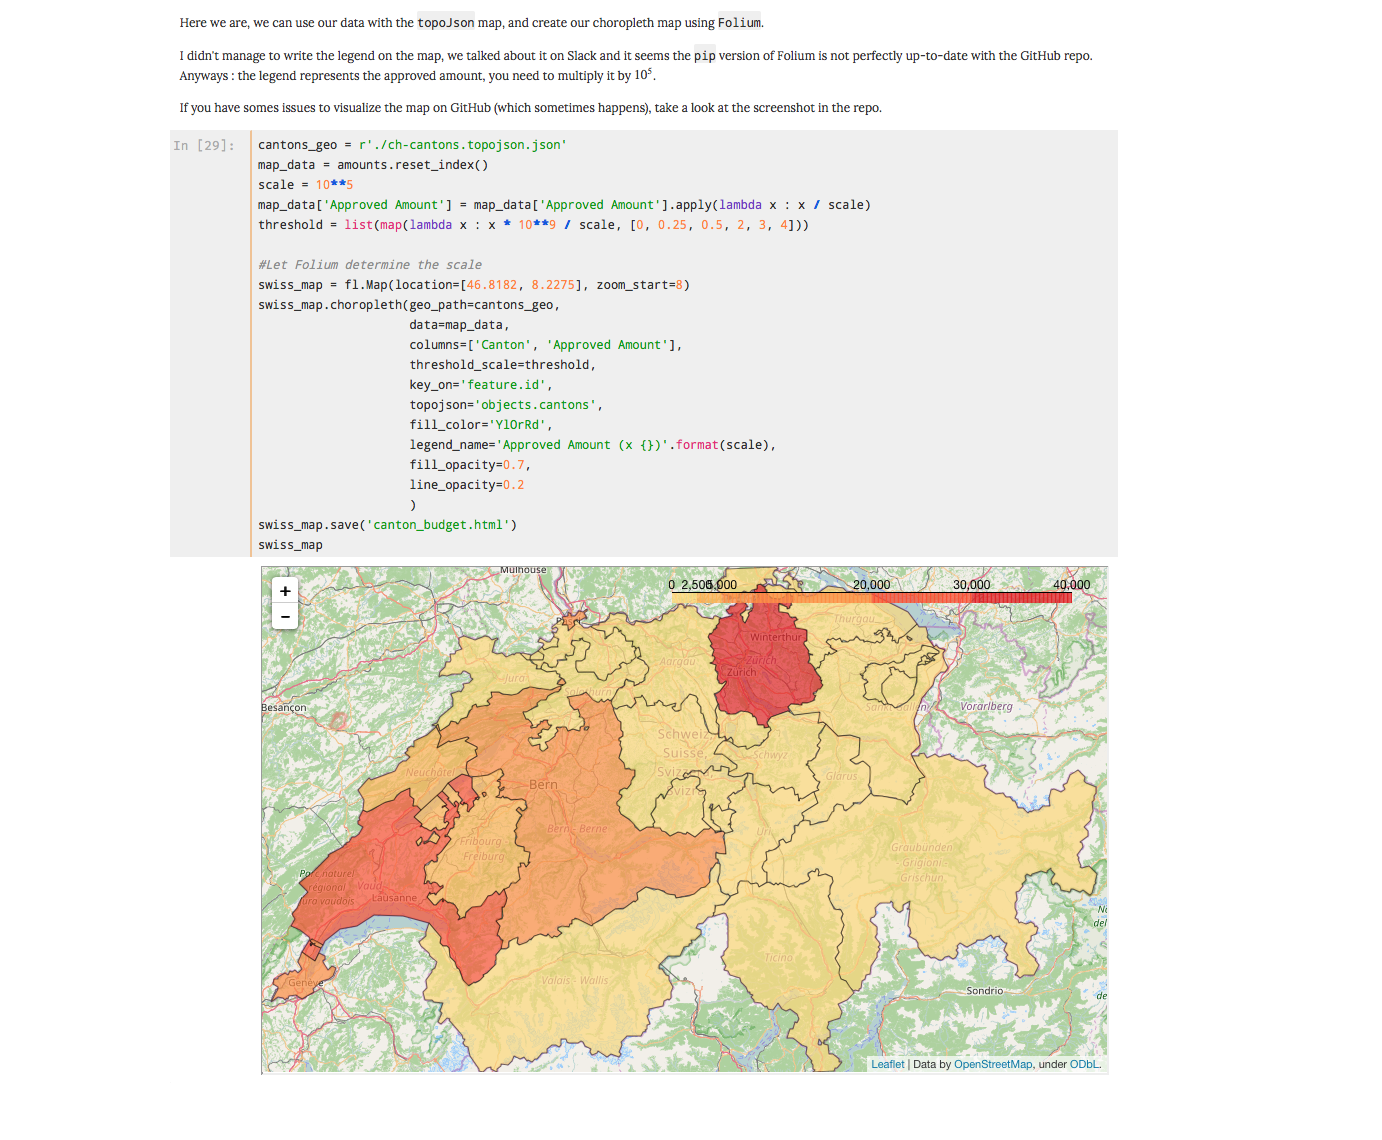 Here we are, we can use our data with the topoJson map, and create our choropleth map using Folium.
I didn't manage to write the legend on the map, we talked about it on Slack and it seems the pip version of Folium is not perfectly up-to-date with the GitHub repo.
Anyways : the legend represents the approved amount, you need to multiply it by 10⁵.
If you have somes issues to visualize the map on GitHub (which sometimes happens), take a look at the screenshot in the repo.
In [29]:
cantons_geo = r'./ch-cantons.topojson.json'
map_data = amounts.reset_index()
scale = 10**5
map_data['Approved Amount'] = map_data['Approved Amount'].apply(lambda x : x / scale)
threshold = list(map(lambda x : x * 10**9 / scale, [0, 0.25, 0.5, 2, 3, 4]))
#Let Folium determine the scale
swiss_map = fl.Map(location=[46.8182, 8.2275], zoom_start=8)
swiss_map.choropleth(geo_path=cantons_geo,
data=map_data,
columns=['Canton', 'Approved Amount'],
threshold_scale=threshold,
key_on='feature.id',
topojson='objects.cantons',
fill_color='YlOrRd',
legend_name='Approved Amount (x {})'.format(scale),
fill_opacity=0.7,
line_opacity=0.2
)
swiss_map.save('canton_budget.html')
swiss_map
Mulhouse
+
−
0 2,500 5,000 20,000 30,000 40,000
Thurgau
Winterthur
Zürich
Aargau
Zürich
Jura
Solothurn
Besançon
Sankt Gallen
Vorarlberg
Schweiz,
Suisse,
Svizzera,
Svizra
Schwyz
Neuchâtel
Glarus
Bern
Bern - Berne
Uri
Fribourg
Freiburg
Graubünden
- Grigioni -
Grischun
Parc naturel
régional
Jura vaudois
Vaud
Lausanne
Ticino
Genève
Valais - Wallis
Sondrio
Leaflet | Data by OpenStreetMap, under ODbL.